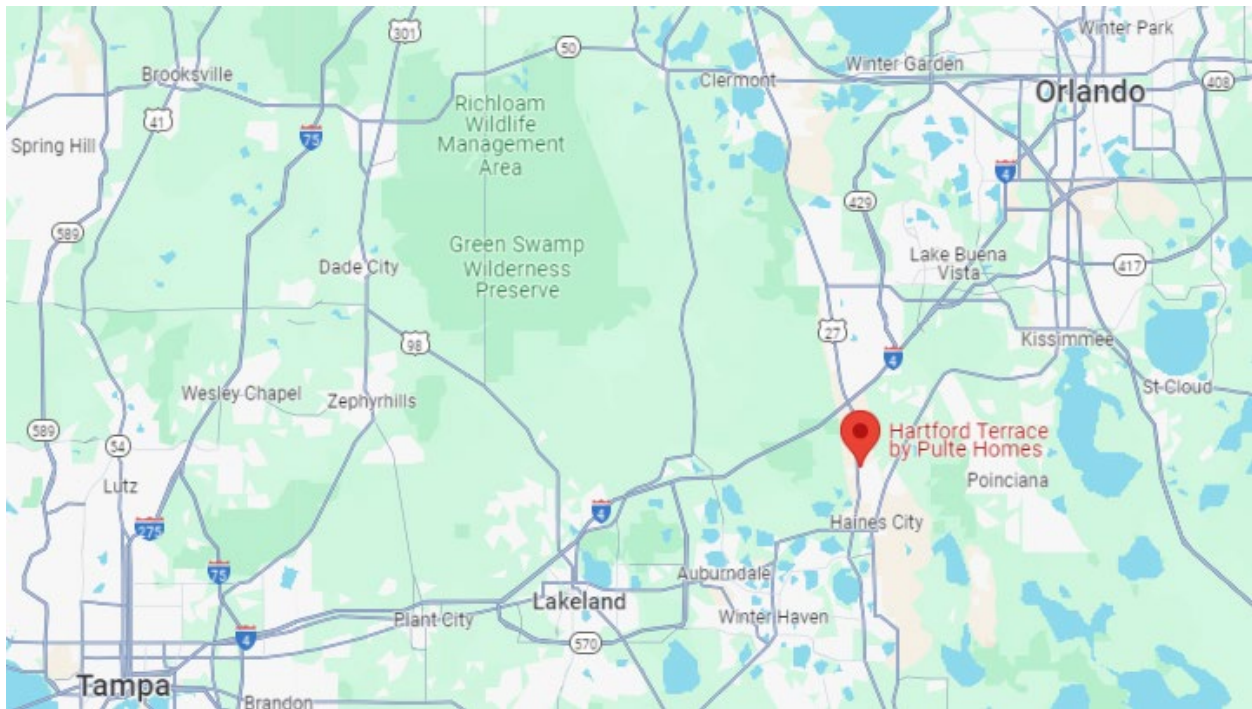 Winter Park
301
50
Brooksville
Clermont
Winter Garden
Orlando
408
Richloam
Wildlife
Management
Area
41
75
Spring Hill
4
429
589
Green Swamp
Wilderness
Preserve
Dade City
Lake Buena
Vista
417
27
98
4
Kissimmee
Wesley Chapel
Zephyrhills
St Cloud
589
54
Hartford Terrace
by Pulte Homes
Lutz
Poinciana
275
4
Haines City
75
Auburndale
Lakeland
Plant City
Winter Haven
4
570
Tampa
Brandon